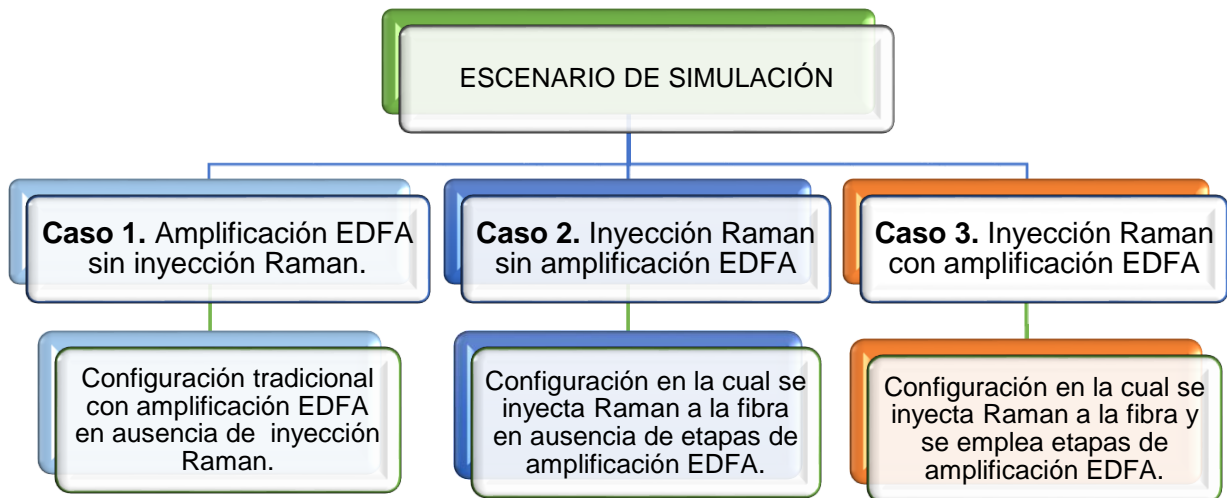 ESCENARIO DE SIMULACIÓN
Caso 1. Amplificación EDFA
sin inyección Raman.
Caso 2. Inyección Raman
sin amplificación EDFA
Caso 3. Inyección Raman
con amplificación EDFA
Configuración tradicional
con amplificación EDFA
en ausencia de inyección
Raman.
Configuración en la cual se
inyecta Raman a la fibra
en ausencia de etapas de
amplificación EDFA.
Configuración en la cual se
inyecta Raman a la fibra y
se emplea etapas de
amplificación EDFA.